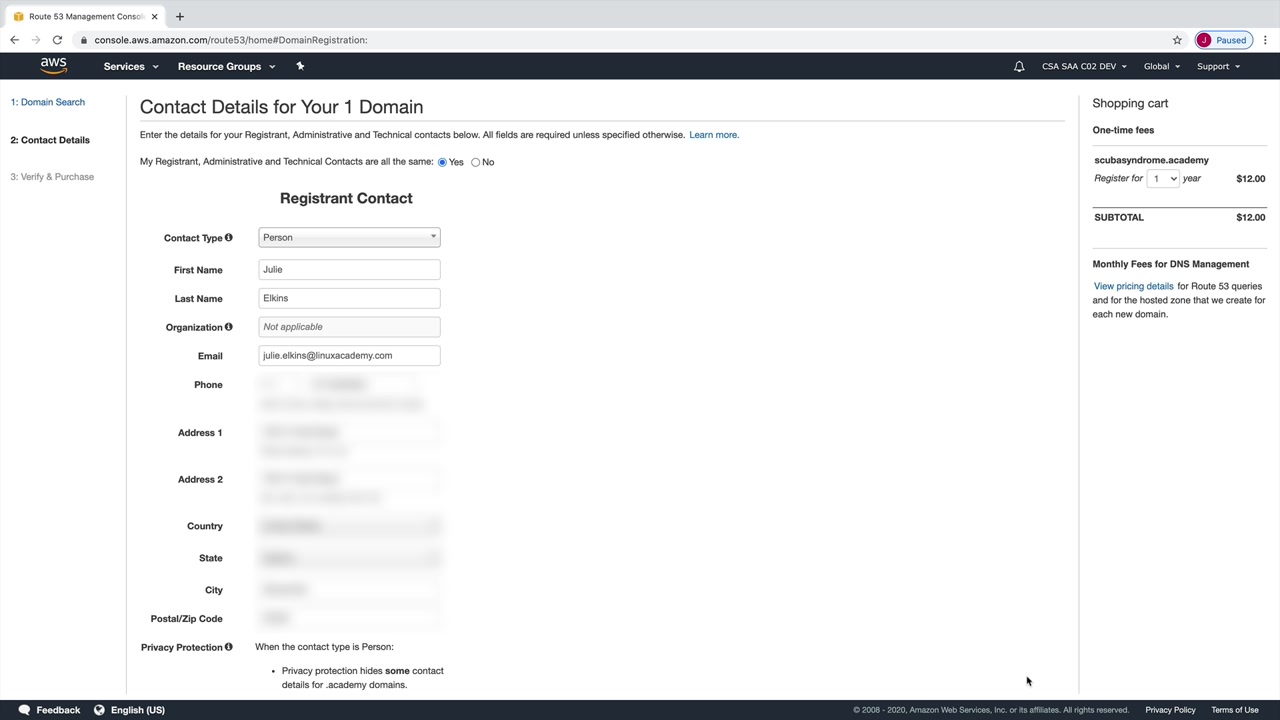 Route 53 Management Consol
console.aws.amazon.com/route53/home#DomainRegistration:
J Paused
aws Services Resource Groups CSA SAA C02 DEV Global Support
1: Domain Search
2: Contact Details
3: Verify & Purchase
Contact Details for Your 1 Domain
Enter the details for your Registrant, Administrative and Technical contacts below. All fields are required unless specified otherwise. Learn more.
My Registrant, Administrative and Technical Contacts are all the same: Yes No
Registrant Contact
Contact Type Person
First Name Julie
Last Name Elkins
Organization Not applicable
Email julie.elkins@linuxacademy.com
Phone
Address 1
Address 2
Country
State
City
Postal/Zip Code
Privacy Protection When the contact type is Person:
• Privacy protection hides some contact
details for .academy domains.
Shopping cart
One-time fees
scubasyndrome.academy
Register for 1 year $12.00
SUBTOTAL $12.00
Monthly Fees for DNS Management
View pricing details for Route 53 queries
and for the hosted zone that we create for
each new domain.
Feedback English (US) © 2008 - 2020, Amazon Web Services, Inc. or its affiliates. All rights reserved. Privacy Policy Terms of Use